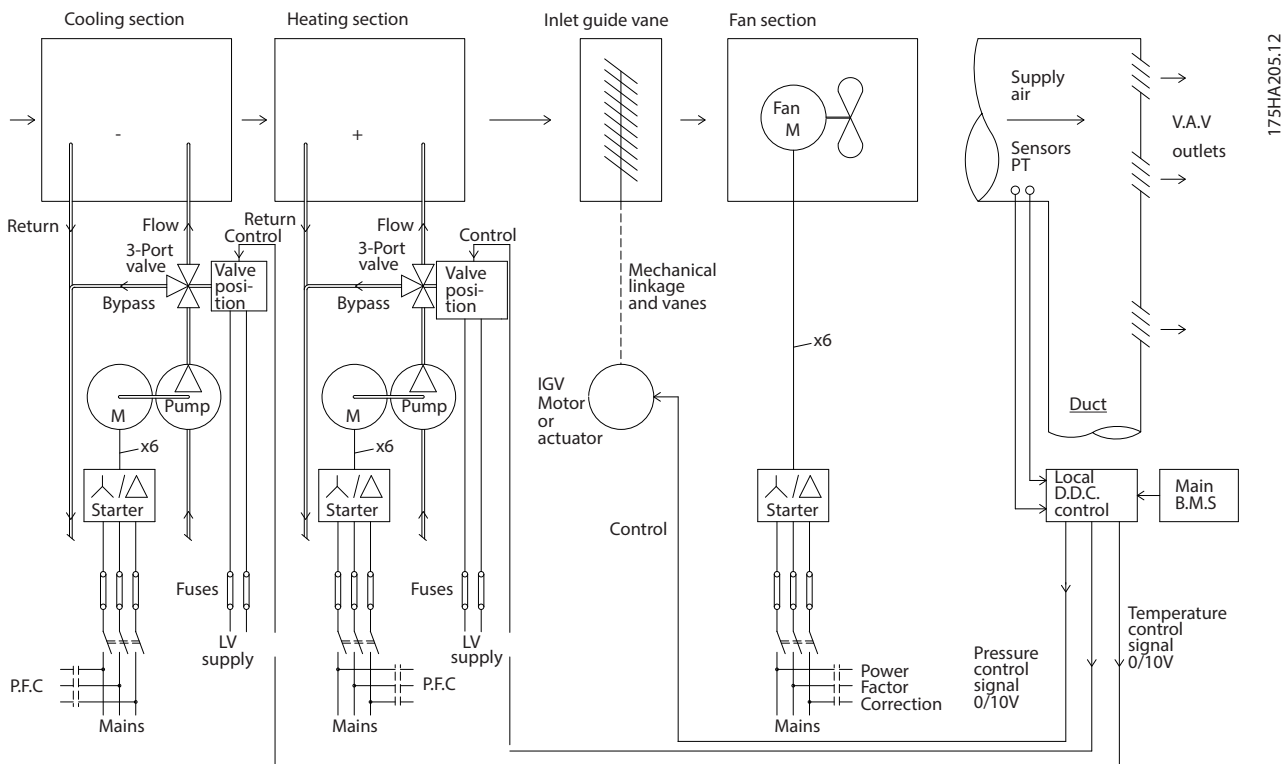 Cooling section
Heating section
Inlet guide vane
Fan section
175HA205.12
-
+
Fan
M
Supply
air
Sensors
PT
V.A.V
outlets
Return
Flow
3-Port
valve
Control
Valve
posi-
tion
Bypass
Return
Flow
3-Port
valve
Control
Valve
posi-
tion
Bypass
Mechanical
linkage
and vanes
x6
M
Pump
x6
M
Pump
x6
IGV
Motor
or
actuator
Duct
Starter
Starter
Starter
Local
D.D.C.
control
Main
B.M.S
Control
Fuses
Fuses
LV
supply
LV
supply
P.F.C
Mains
P.F.C
Mains
Power
Factor
Correction
Mains
Pressure
control
signal
0/10V
Temperature
control
signal
0/10V